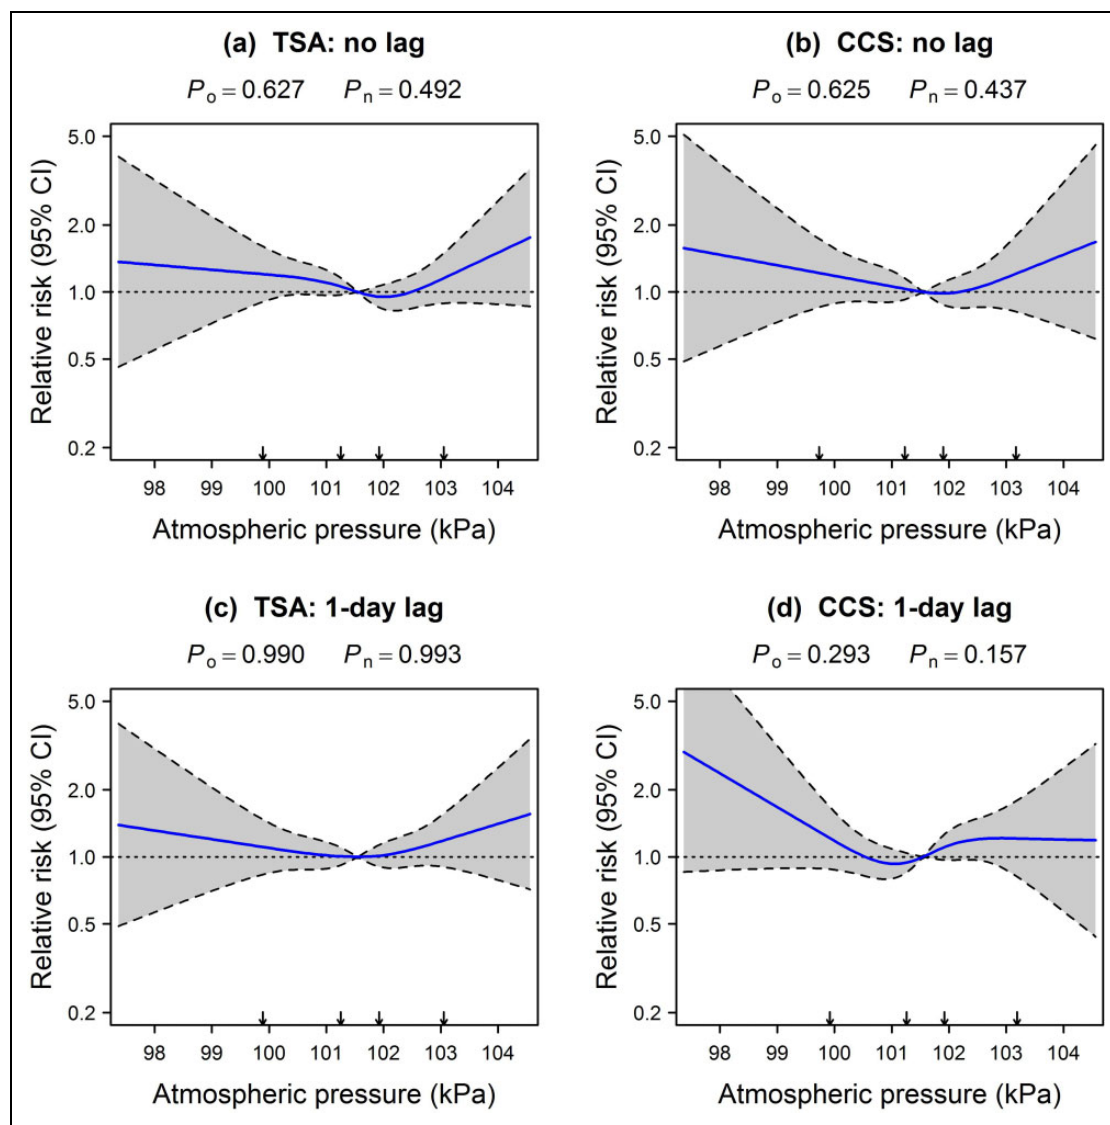 (a) TSA: no lag
Pₒ = 0.627 Pₙ = 0.492
Relative risk (95% CI)
5.0
2.0
1.0
0.5
0.2
98 99 100 101 102 103 104
Atmospheric pressure (kPa)
(b) CCS: no lag
Pₒ = 0.625 Pₙ = 0.437
Relative risk (95% CI)
5.0
2.0
1.0
0.5
0.2
98 99 100 101 102 103 104
Atmospheric pressure (kPa)
(c) TSA: 1-day lag
Pₒ = 0.990 Pₙ = 0.993
Relative risk (95% CI)
5.0
2.0
1.0
0.5
0.2
98 99 100 101 102 103 104
Atmospheric pressure (kPa)
(d) CCS: 1-day lag
Pₒ = 0.293 Pₙ = 0.157
Relative risk (95% CI)
5.0
2.0
1.0
0.5
0.2
98 99 100 101 102 103 104
Atmospheric pressure (kPa)